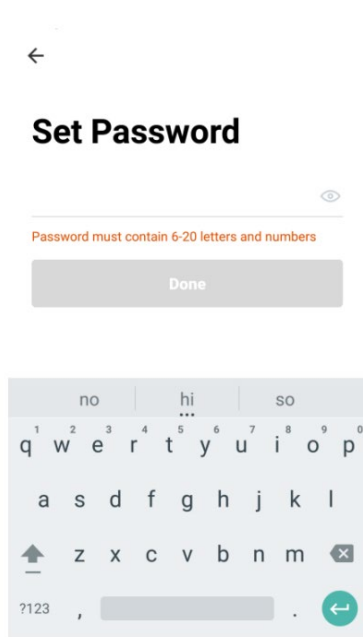 Set Password
Password must contain 6-20 letters and numbers
Done
no hi so
1 2 3 4 5 6 7 8 9 0
q w e r t y u i o p
a s d f g h j k l
z x c v b n m
?123 , .